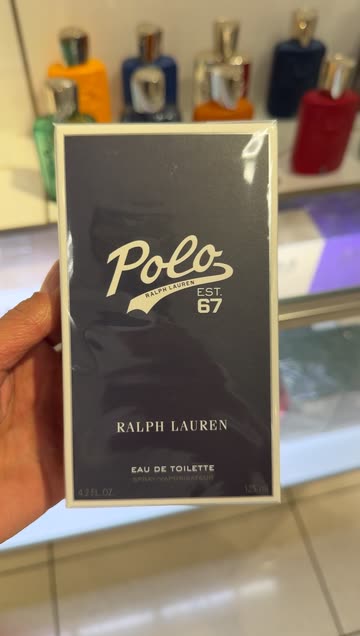 Polo
RALPH LAUREN
EST.
67
RALPH LAUREN
EAU DE TOILETTE
SPRAY · VAPORISATEUR
4.2 FL. OZ. 125 ml